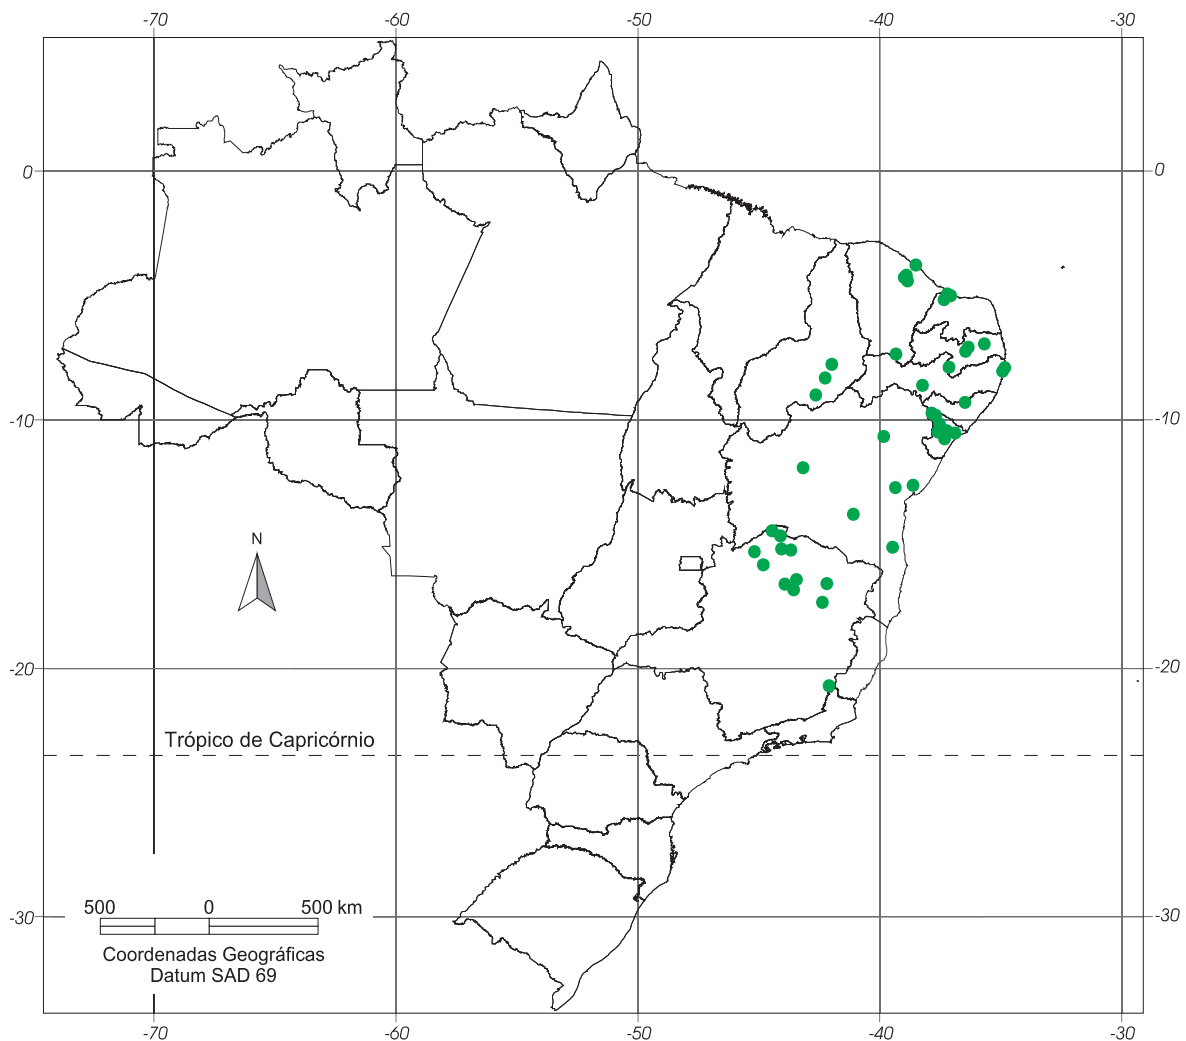 -70 -60 -50 -40 -30
0 0
-10 -10
N
-20 -20
Trópico de Capricórnio
500 0 500 km
-30 -30
Coordenadas Geográficas
Datum SAD 69
-70 -60 -50 -40 -30